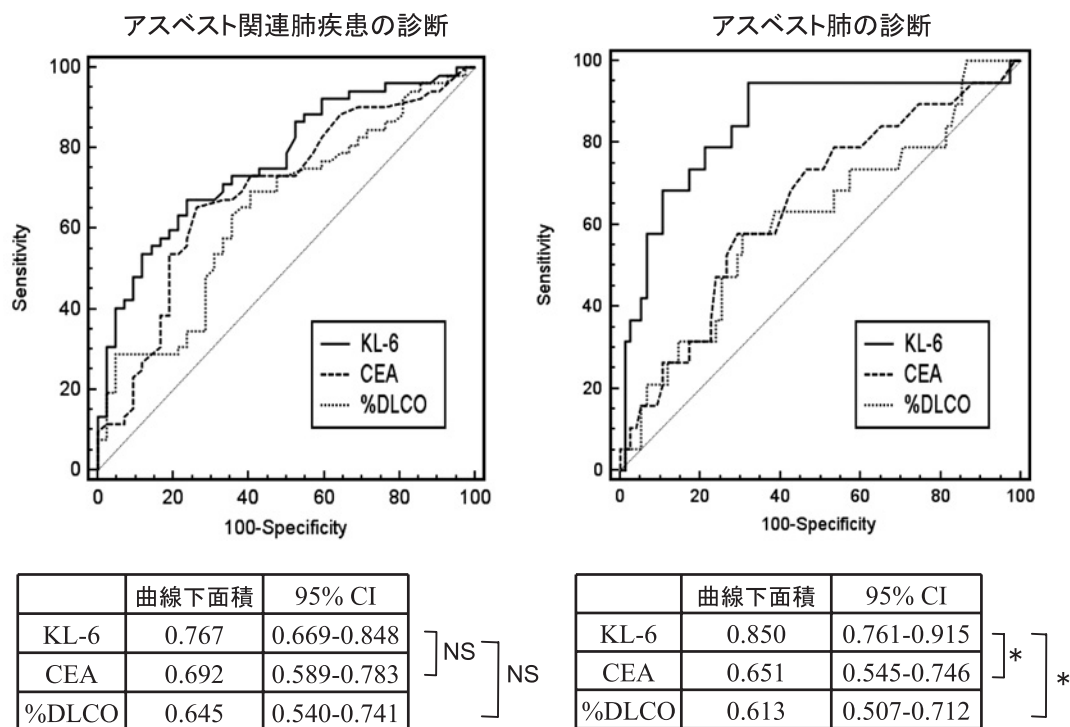 アスベスト関連肺疾患の診断
100
80
60
40
20
0
Sensitivity
KL-6
CEA
%DLCO
0 20 40 60 80 100
100-Specificity
曲線下面積 95% CI
KL-6 0.767 0.669-0.848
CEA 0.692 0.589-0.783
%DLCO 0.645 0.540-0.741
NS
NS
アスベスト肺の診断
100
80
60
40
20
0
Sensitivity
KL-6
CEA
%DLCO
0 20 40 60 80 100
100-Specificity
曲線下面積 95% CI
KL-6 0.850 0.761-0.915
CEA 0.651 0.545-0.746
%DLCO 0.613 0.507-0.712
*
*